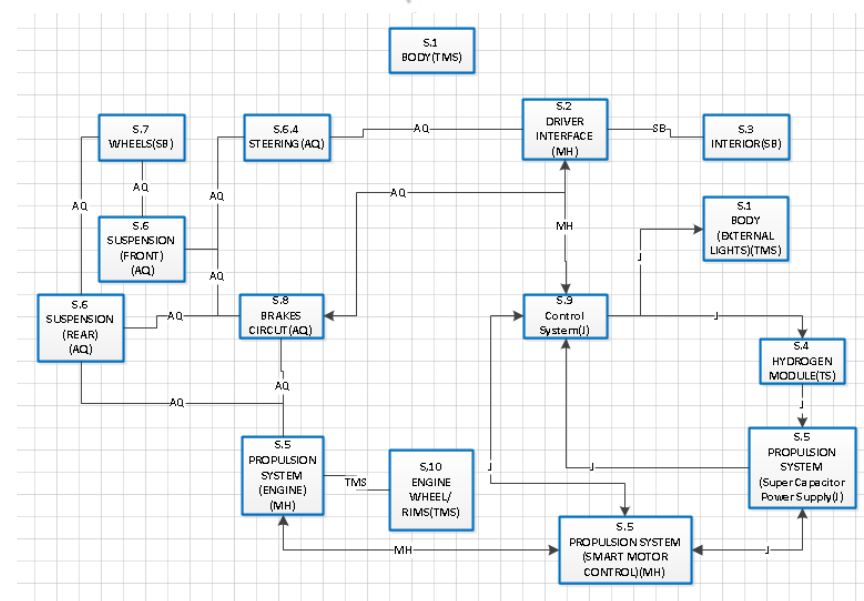 S.1
BODY(TMS)
S.7
WHEELS(SB)
S.6.4
STEERING(AQ)
AQ
S.2
DRIVER
INTERFACE
(MH)
SB
S.3
INTERIOR(SB)
AQ
AQ
AQ
AQ
S.6
SUSPENSION
(FRONT)
(AQ)
MH
S.1
BODY
(EXTERNAL
LIGHTS)(TMS)
J
AQ
S.6
SUSPENSION
(REAR)
(AQ)
AQ
S.8
BRAKES
CIRCUT(AQ)
S.9
Control
System(J)
J
S.4
HYDROGEN
MODULE(TS)
AQ
AQ
J
S.5
PROPULSION
SYSTEM
(ENGINE)
(MH)
TMS
S,10
ENGINE
WHEEL/
RIMS(TMS)
J
J
S.5
PROPULSION
SYSTEM
(Super Capacitor
Power Supply(J)
MH
S.5
PROPULSION SYSTEM
(SMART MOTOR
CONTROL)(MH)
J